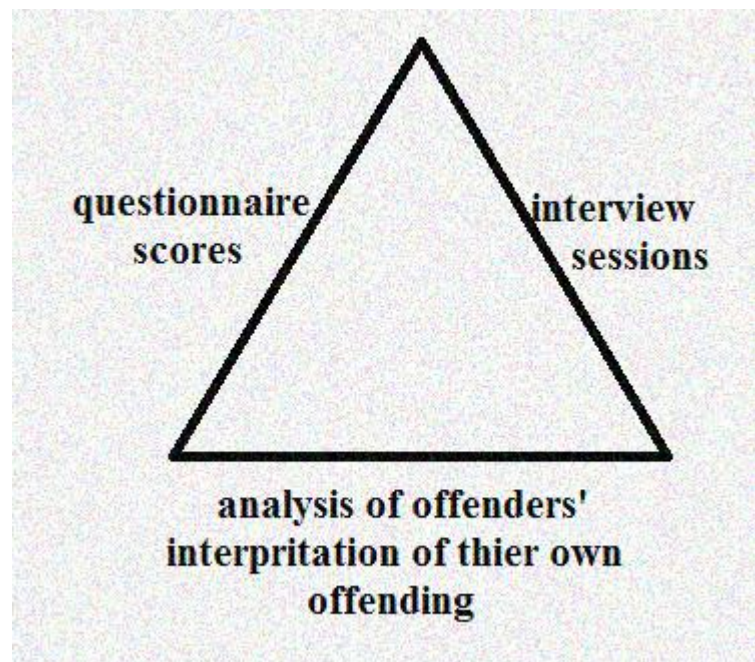 questionnaire
scores
interview
sessions
analysis of offenders'
interpritation of thier own
offending